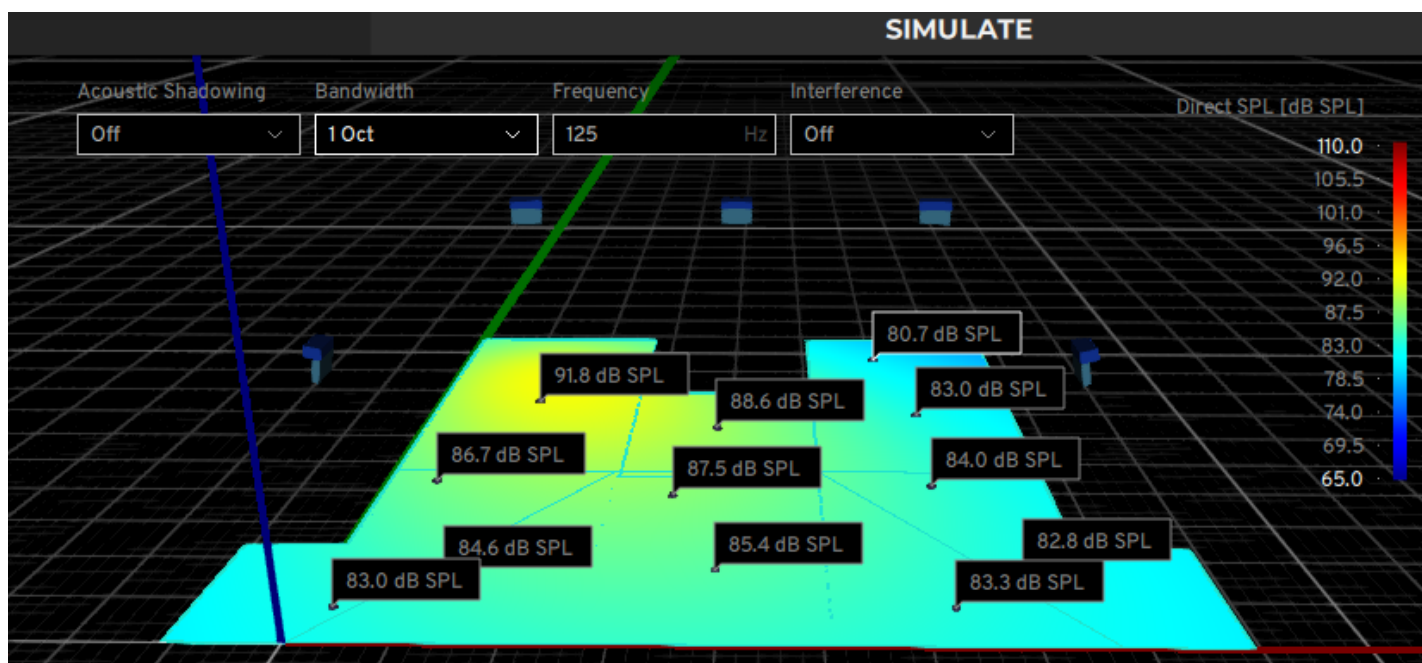 SIMULATE
Acoustic Shadowing
Bandwidth
Frequency
Interference
Off
1 Oct
125 Hz
Off
Direct SPL [dB SPL]
110.0
105.5
101.0
96.5
92.0
87.5
83.0
78.5
74.0
69.5
65.0
80.7 dB SPL
91.8 dB SPL
83.0 dB SPL
88.6 dB SPL
86.7 dB SPL
87.5 dB SPL
84.0 dB SPL
84.6 dB SPL
85.4 dB SPL
82.8 dB SPL
83.0 dB SPL
83.3 dB SPL